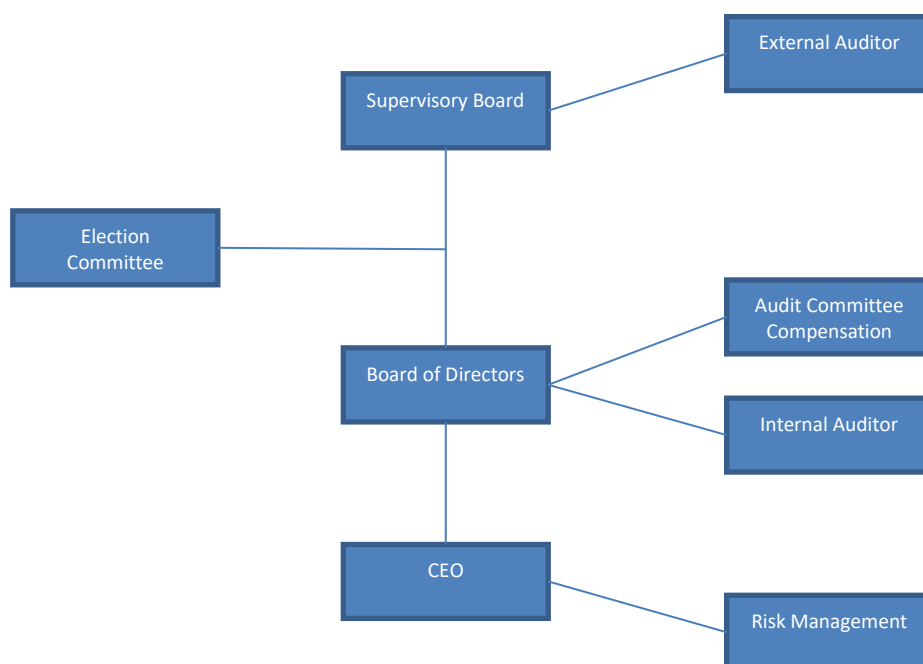 External Auditor
Supervisory Board
Election
Committee
Audit Committee
Compensation
Board of Directors
Internal Auditor
CEO
Risk Management